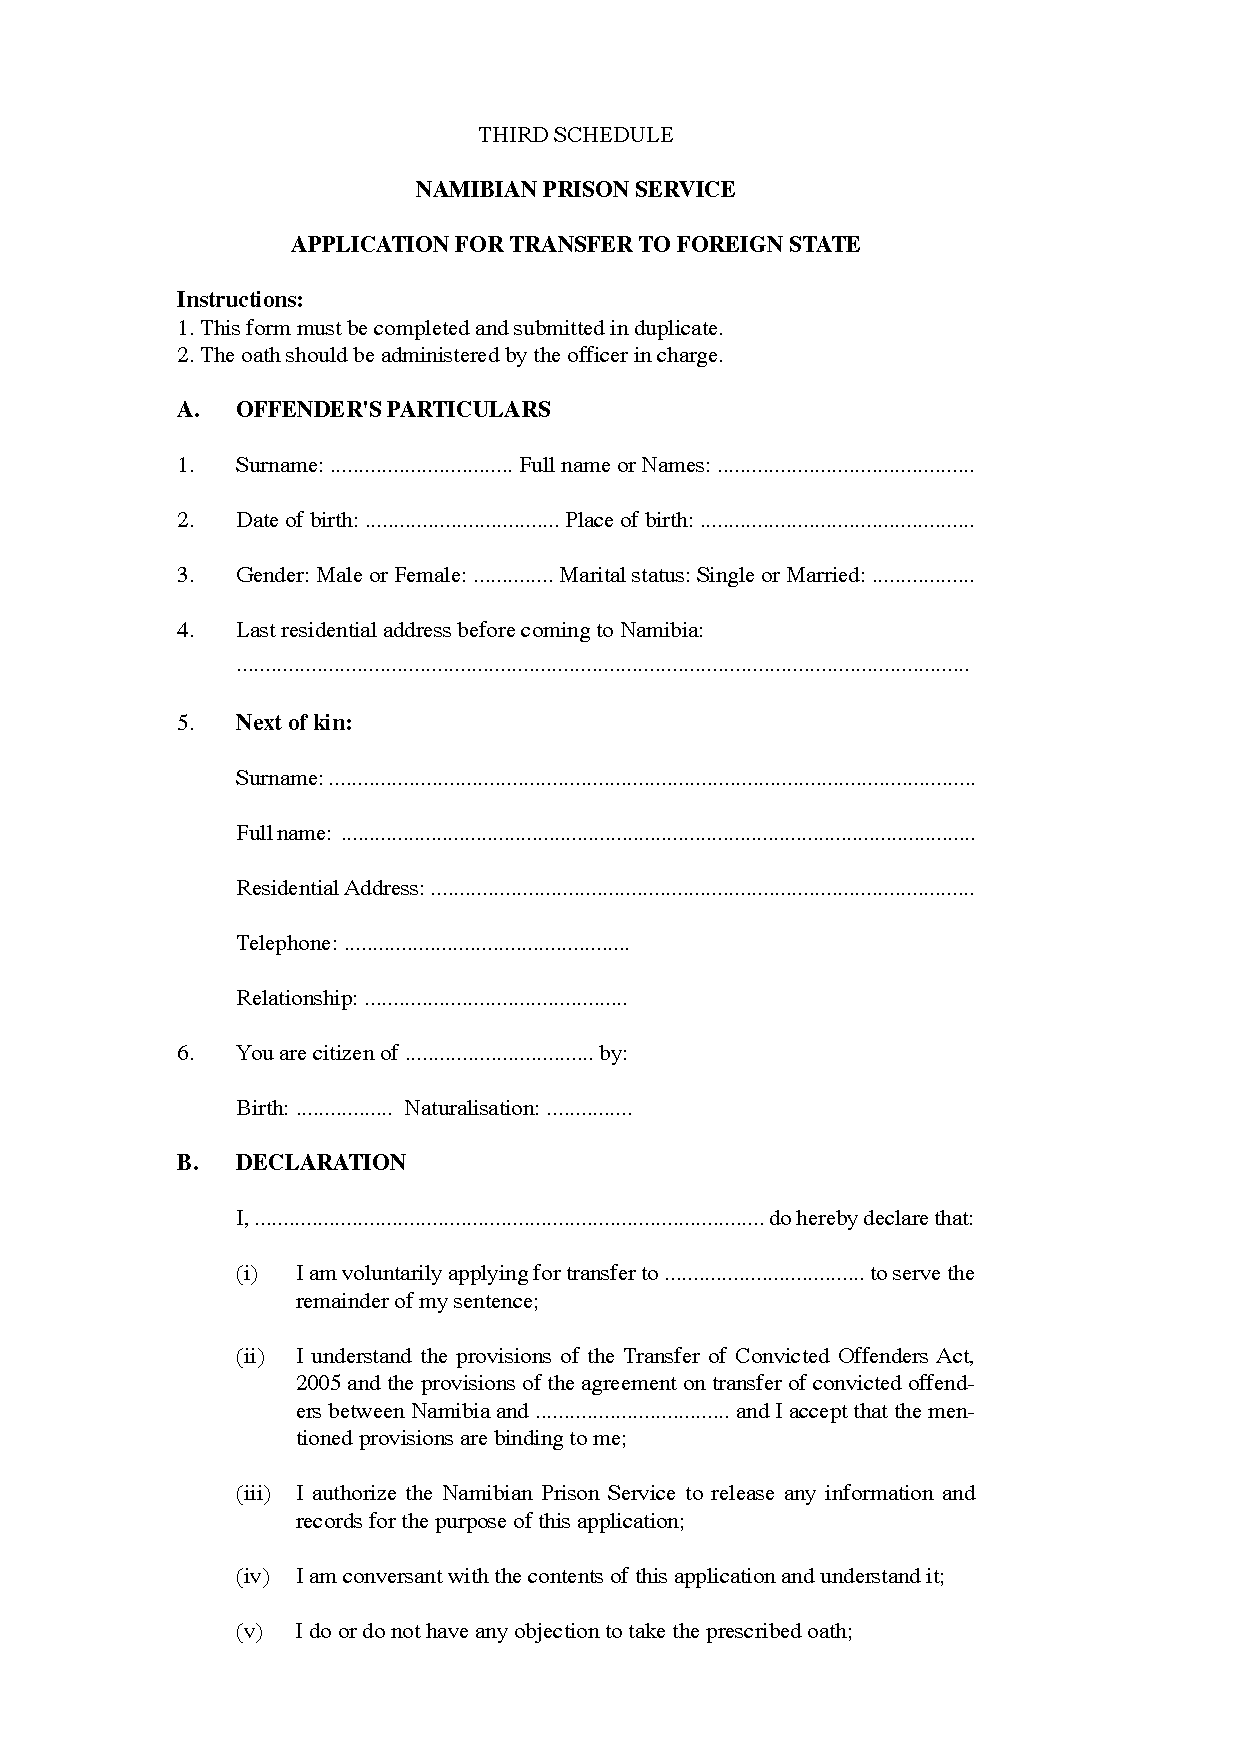 THIRD SCHEDULE
NAMIBIAN PRISON SERVICE
APPLICATION FOR TRANSFER TO FOREIGN STATE
Instructions:
1. This form must be completed and submitted in duplicate.
2. The oath should be administered by the officer in charge.
A. OFFENDER'S PARTICULARS
1. Surname: ................................ Full name or Names: .............................................
2. Date of birth: .................................. Place of birth: ................................................
3. Gender: Male or Female: .............. Marital status: Single or Married: ..................
4. Last residential address before coming to Namibia:
................................................................................................................................
5. Next of kin:
Surname: .................................................................................................................
Full name: ...............................................................................................................
Residential Address: ...............................................................................................
Telephone: ..................................................
Relationship: ..............................................
6. You are citizen of ................................. by:
Birth: ................. Naturalisation: ...............
B. DECLARATION
I, ......................................................................................... do hereby declare that:
(i) I am voluntarily applying for transfer to ................................... to serve the
remainder of my sentence;
(ii) I understand the provisions of the Transfer of Convicted Offenders Act,
2005 and the provisions of the agreement on transfer of convicted offend-
ers between Namibia and .................................. and I accept that the men-
tioned provisions are binding to me;
(iii) I authorize the Namibian Prison Service to release any information and
records for the purpose of this application;
(iv) I am conversant with the contents of this application and understand it;
(v) I do or do not have any objection to take the prescribed oath;